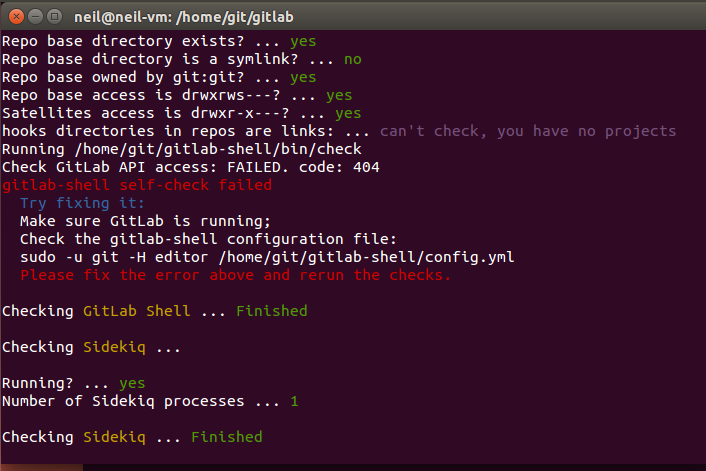 neil@neil-vm: /home/git/gitlab
Repo base directory exists? ... yes
Repo base directory is a symlink? ... no
Repo base owned by git:git? ... yes
Repo base access is drwxrws---? ... yes
Satellites access is drwxr-x---? ... yes
hooks directories in repos are links: ... can't check, you have no projects
Running /home/git/gitlab-shell/bin/check
Check GitLab API access: FAILED. code: 404
gitlab-shell self-check failed
  Try fixing it:
  Make sure GitLab is running;
  Check the gitlab-shell configuration file:
  sudo -u git -H editor /home/git/gitlab-shell/config.yml
  Please fix the error above and rerun the checks.
Checking GitLab Shell ... Finished
Checking Sidekiq ...
Running? ... yes
Number of Sidekiq processes ... 1
Checking Sidekiq ... Finished